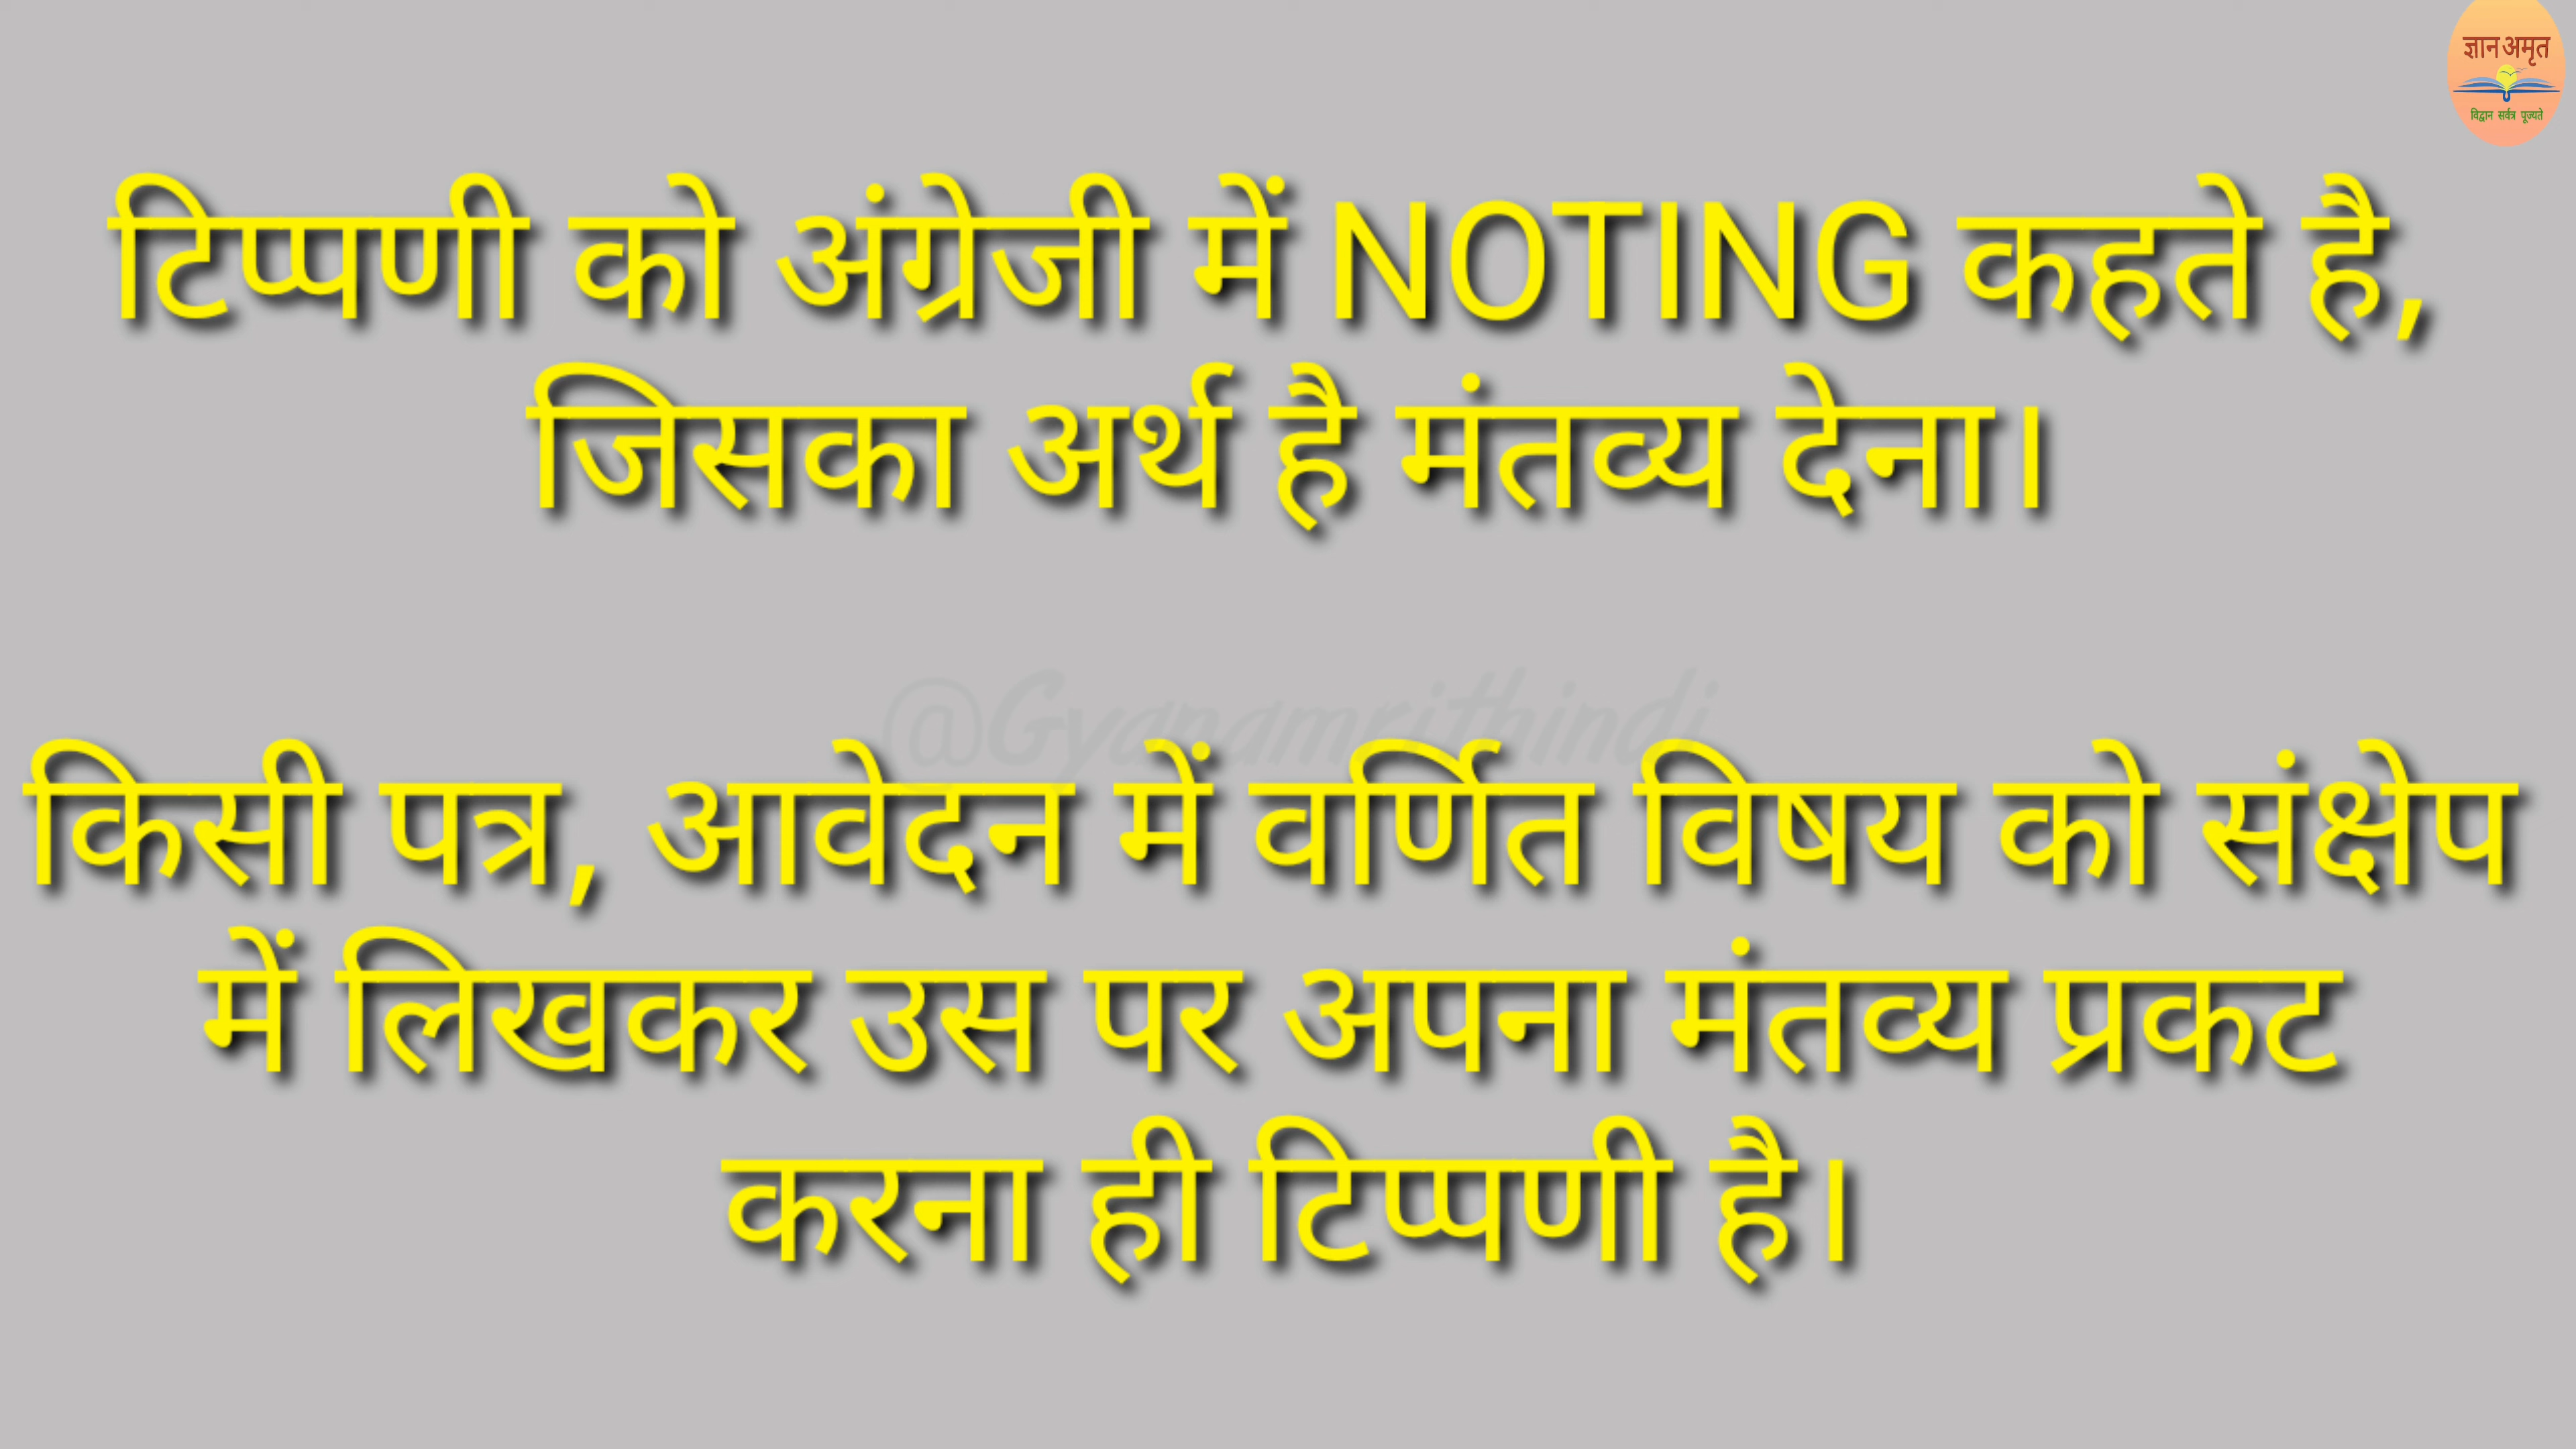 ज्ञान अमृत
विद्वान सर्वत्र पूज्यते
टिप्पणी को अंग्रेजी में NOTING कहते है,
जिसका अर्थ है मंतव्य देना।
@Gyanamrithindi
किसी पत्र, आवेदन में वर्णित विषय को संक्षेप
में लिखकर उस पर अपना मंतव्य प्रकट
करना ही टिप्पणी है।